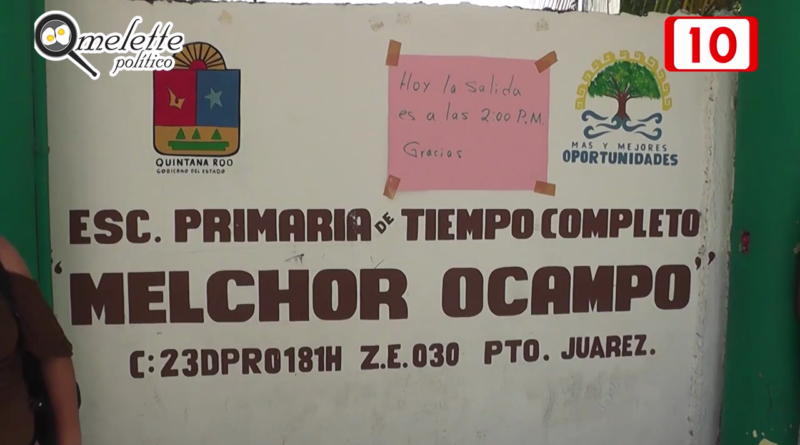 Omelette
político
10
Hoy la salida
es a las 2:00 P.M.
Gracias
QUINTANA ROO
GOBIERNO DEL ESTADO
MAS Y MEJORES
OPORTUNIDADES
ESC. PRIMARIA DE TIEMPO COMPLETO
"MELCHOR OCAMPO"
C:23DPR0181H Z.E.030 PTO. JUAREZ.